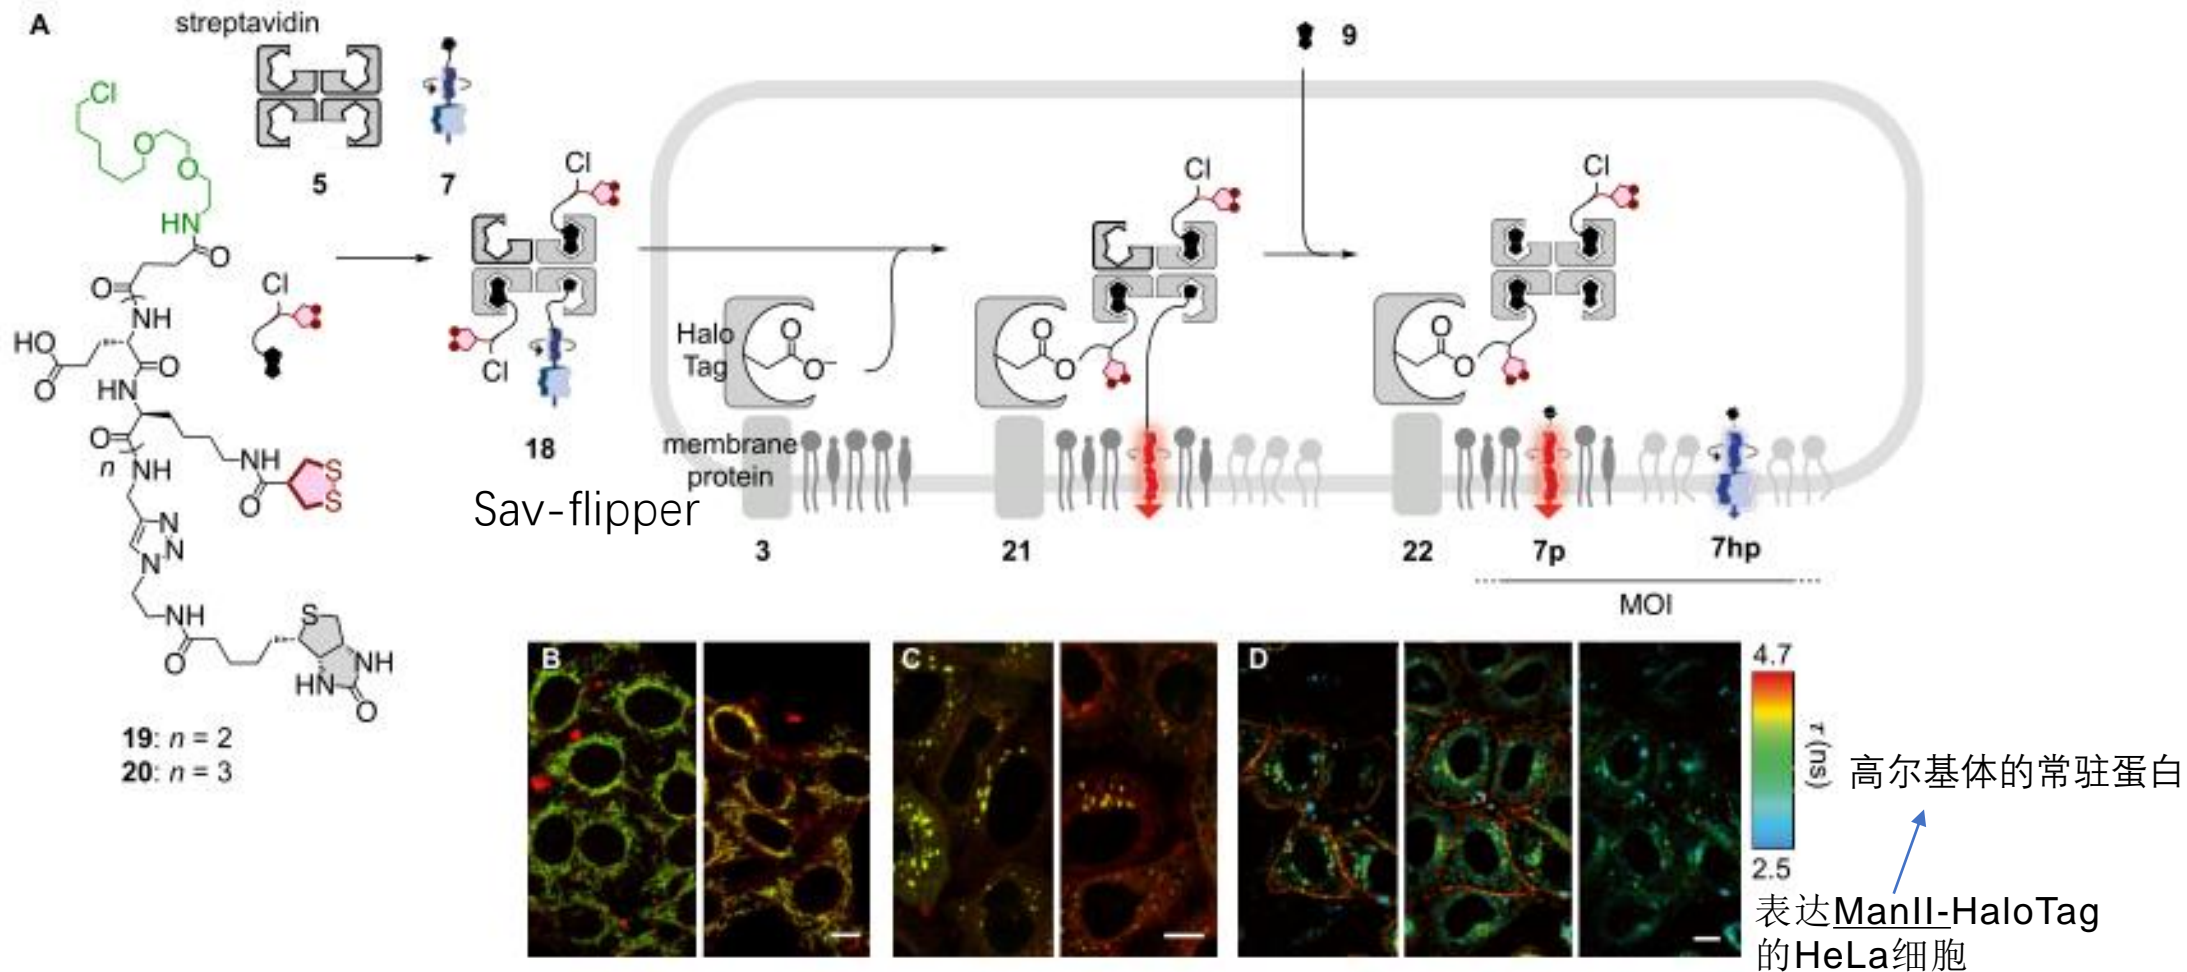 A
streptavidin
5
7
9
Cl
O
O
HN
O
O
NH
HO
O
O
HN
O
n
NH
NH
O
S
S
N
N
N
NH
O
S
NH
HN
O
19: n = 2
20: n = 3
Cl
Cl
Cl
18
Sav-flipper
Halo
Tag
O
O
membrane
protein
3
Cl
O
O
21
Cl
O
O
22
7p
7hp
MOI
B
C
D
4.7
τ (ns)
2.5
高尔基体的常驻蛋白
表达ManII-HaloTag
的HeLa细胞